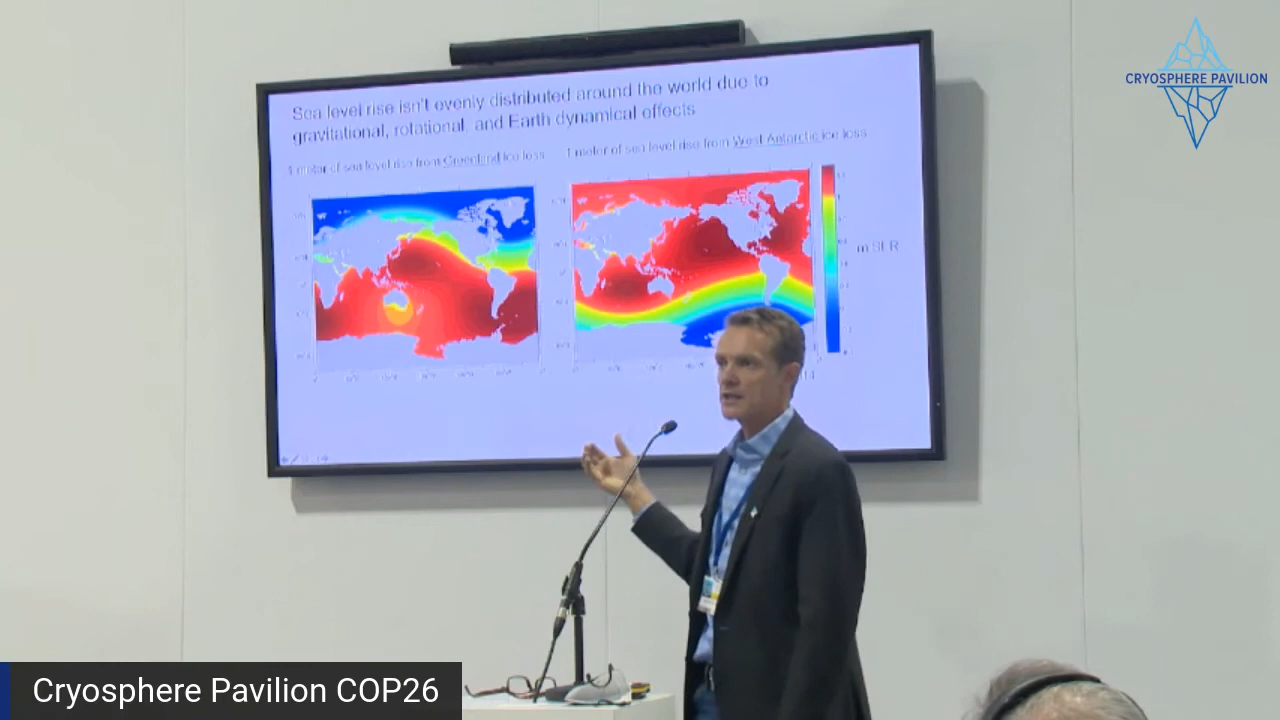 CRYOSPHERE PAVILION
Sea level rise isn't evenly distributed around the world due to
gravitational, rotational, and Earth dynamical effects
1 meter of sea level rise from Greenland ice loss
1 meter of sea level rise from West Antarctic ice loss
m SLR
Cryosphere Pavilion COP26